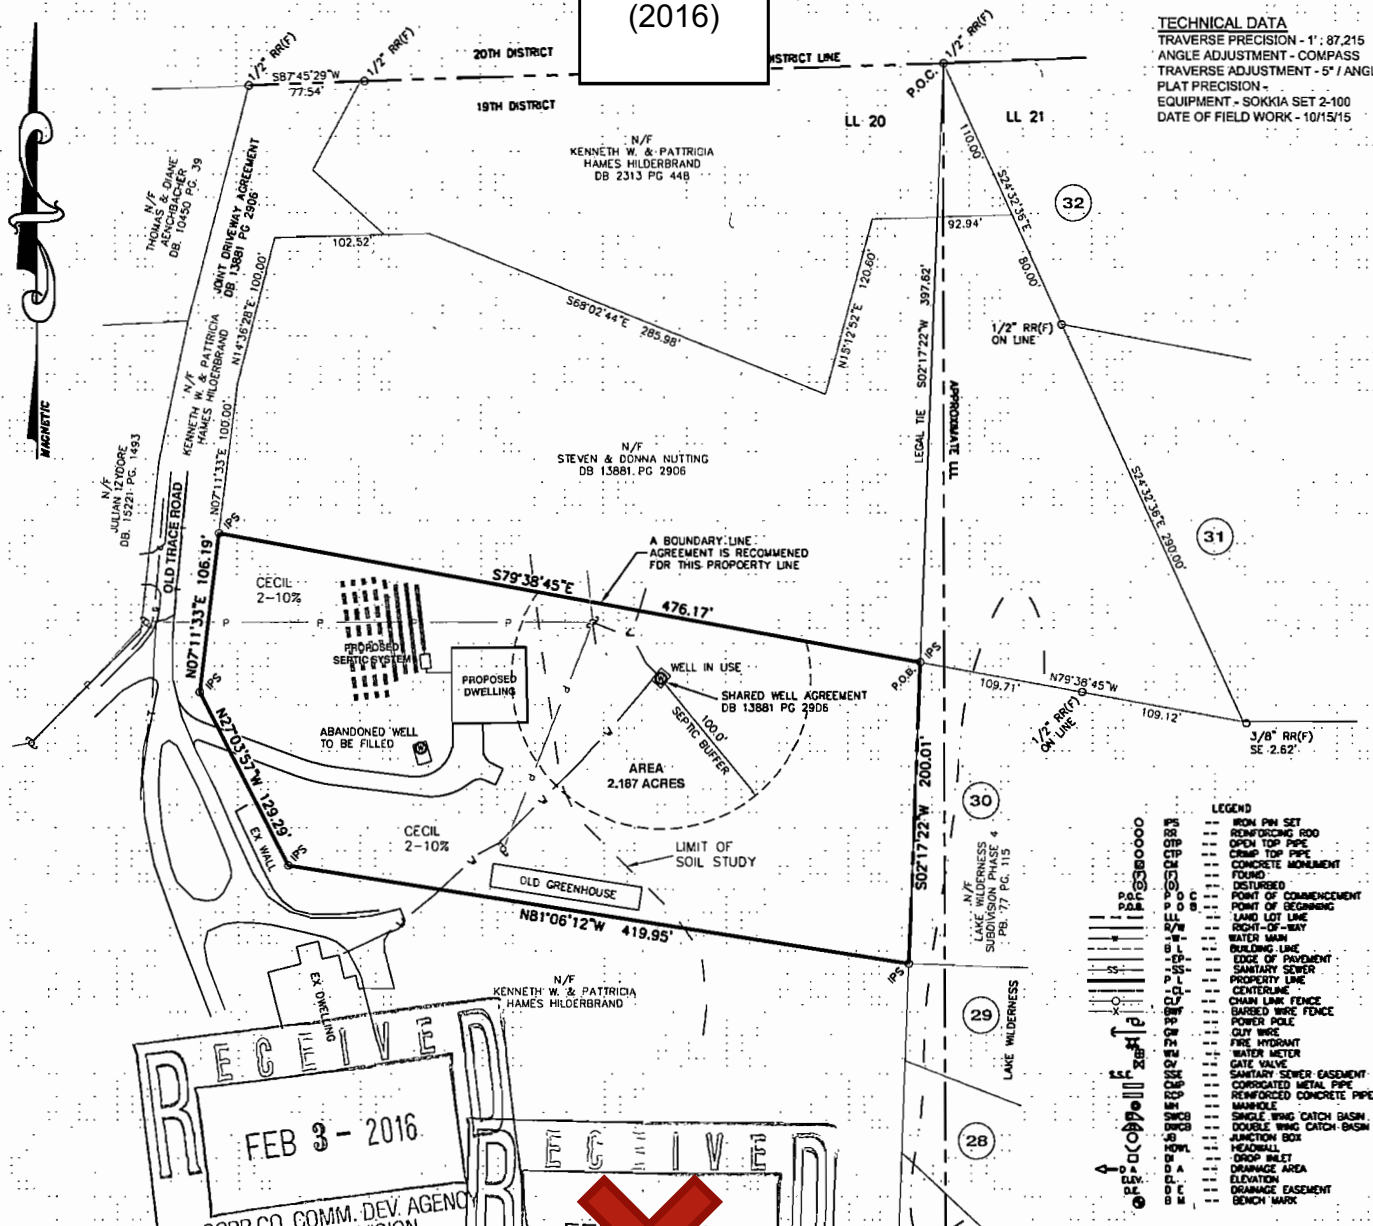 (2016)
TECHNICAL DATA
TRAVERSE PRECISION - 1' : 87,215
ANGLE ADJUSTMENT - COMPASS
TRAVERSE ADJUSTMENT - 5" / ANGL
PLAT PRECISION -
EQUIPMENT - SOKKIA SET 2-100
DATE OF FIELD WORK - 10/15/15
1/2" RR(F)
S87°45'29"W
77.54'
1/2" RR(F)
20TH DISTRICT
DISTRICT LINE
19TH DISTRICT
1/2" RR(F)
P.O.C.
LL 20
LL 21
N/F
KENNETH W. & PATTRICIA
HAMES HILDERBRAND
DB 2313 PG 448
N/F
THOMAS & DIANE
AENCHBACHER
DB. 10450 PG. 39
JOINT DRIVEWAY AGREEMENT
DB 13881 PG 2906
N14°36'28"E 100.00'
102.52'
S68°02'44"E 285.98'
N15°12'52"E 120.60'
92.94'
110.00'
S24°32'36"E
80.00'
32
1/2" RR(F)
ON LINE
LEGAL TIE S02°17'22"W 397.62'
APPROXIMATE LLL
MAGNETIC
N/F
KENNETH W. & PATTRICIA
HAMES HILDERBRAND
N/F
JULIAN IZYDORE
DB. 15221 PG. 1493
N07°11'33"E 100.00'
OLD TRACE ROAD
N/F
STEVEN & DONNA NUTTING
DB 13881 PG 2906
S24°32'36"E 290.00'
31
IPS
A BOUNDARY LINE
AGREEMENT IS RECOMMENED
FOR THIS PROPOERTY LINE
S79°38'45"E
476.17'
N07°11'33"E 106.19'
CECIL
2-10%
P
P
P
P
PROPOSED
SEPTIC SYSTEM
PROPOSED
DWELLING
WELL IN USE
SHARED WELL AGREEMENT
DB 13881 PG 2906
100.0'
SEPTIC BUFFER
IPS
P.O.B.
109.71'
N79°38'45"W
1/2" RR(F)
ON LINE
109.12'
3/8" RR(F)
SE 2.62'
IPS
ABANDONED WELL
TO BE FILLED
AREA
2.187 ACRES
N27°03'57"W 129.29'
S02°17'22"W 200.01'
30
EX WALL
IPS
CECIL
2-10%
LIMIT OF
SOIL STUDY
OLD GREENHOUSE
N81°06'12"W 419.95'
N/F
LAKE WILDERNESS
SUBDIVISION PHASE 4
PB 77 PG. 115
IPS
EX DWELLING
N/F
KENNETH W. & PATTRICIA
HAMES HILDERBRAND
29
LAKE WILDERNESS
28
LEGEND
IPS -- IRON PIN SET
RR -- REINFORCING ROD
OTP -- OPEN TOP PIPE
CTP -- CRIMP TOP PIPE
CM -- CONCRETE MONUMENT
(F) -- FOUND
(D) -- DISTURBED
P.O.C. P O C -- POINT OF COMMENCEMENT
P.O.B. P O B -- POINT OF BEGINNING
LLL -- LAND LOT LINE
R/W -- RIGHT-OF-WAY
-W- -- WATER MAIN
B L -- BUILDING LINE
-EP- -- EDGE OF PAVEMENT
SS -SS- -- SANITARY SEWER
P L -- PROPERTY LINE
-CL- -- CENTERLINE
CLF -- CHAIN LINK FENCE
X BWF -- BARBED WIRE FENCE
PP -- POWER POLE
GW -- GUY WIRE
FH -- FIRE HYDRANT
WM -- WATER METER
GV -- GATE VALVE
S.S.E. SSE -- SANITARY SEWER EASEMENT
CMP -- CORRIGATED METAL PIPE
RCP -- REINFORCED CONCRETE PIPE
MH -- MANHOLE
SWCB -- SINGLE WING CATCH BASIN
DWCB -- DOUBLE WING CATCH BASIN
JB -- JUNCTION BOX
HDWL -- HEADWALL
DI -- DROP INLET
D A D A -- DRAINAGE AREA
ELEV. EL. -- ELEVATION
D.E. D E -- DRAINAGE EASEMENT
B M -- BENCH MARK
RECEIVED
FEB 3 - 2016
CO. COMM. DEV. AGENCY
RECEIVED